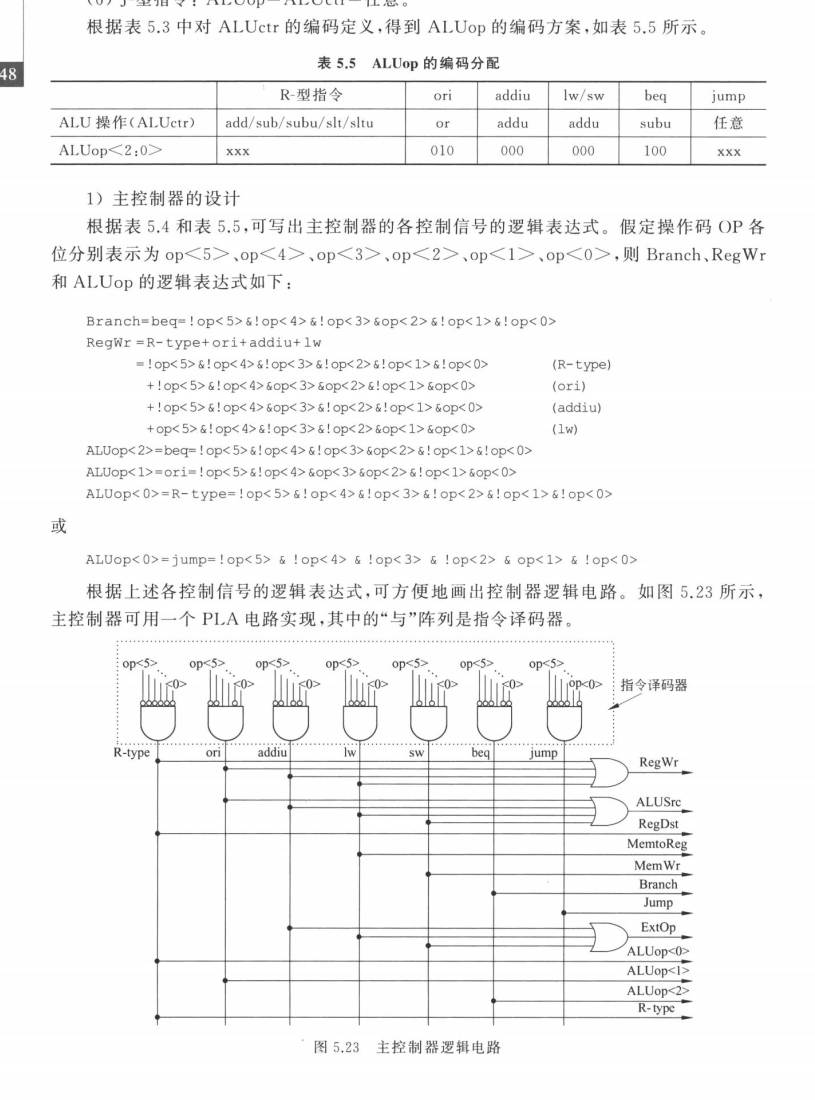 根据表 5.3 中对 ALUctr 的编码定义,得到 ALUop 的编码方案,如表 5.5 所示。
48
表 5.5 ALUop 的编码分配
R-型指令 ori addiu lw/sw beq jump
ALU 操作(ALUctr) add/sub/subu/slt/sltu or addu addu subu 任意
ALUop<2:0> xxx 010 000 000 100 xxx
1) 主控制器的设计
根据表 5.4 和表 5.5,可写出主控制器的各控制信号的逻辑表达式。假定操作码 OP 各
位分别表示为 op<5>、op<4>、op<3>、op<2>、op<1>、op<0>,则 Branch、RegWr
和 ALUop 的逻辑表达式如下:
Branch=beq=!op<5>&!op<4>&!op<3>&op<2>&!op<1>&!op<0>
RegWr =R-type+ori+addiu+lw
=!op<5>&!op<4>&!op<3>&!op<2>&!op<1>&!op<0> (R-type)
+!op<5>&!op<4>&op<3>&op<2>&!op<1>&op<0> (ori)
+!op<5>&!op<4>&op<3>&!op<2>&!op<1>&op<0> (addiu)
+op<5>&!op<4>&!op<3>&!op<2>&op<1>&op<0> (lw)
ALUop<2>=beq=!op<5>&!op<4>&!op<3>&op<2>&!op<1>&!op<0>
ALUop<1>=ori=!op<5>&!op<4>&op<3>&op<2>&!op<1>&op<0>
ALUop<0>=R-type=!op<5>&!op<4>&!op<3>&!op<2>&!op<1>&!op<0>
或
ALUop<0>=jump=!op<5> & !op<4> & !op<3> & !op<2> & op<1> & !op<0>
根据上述各控制信号的逻辑表达式,可方便地画出控制器逻辑电路。如图 5.23 所示,
主控制器可用一个 PLA 电路实现,其中的“与”阵列是指令译码器。
op<5> op<5> op<5> op<5> op<5> op<5> op<5>
<0> <0> <0> <0> <0> <0> op<0> 指令译码器
R-type ori addiu lw sw beq jump
RegWr
ALUSrc
RegDst
MemtoReg
MemWr
Branch
Jump
ExtOp
ALUop<0>
ALUop<1>
ALUop<2>
R-type
图 5.23 主控制器逻辑电路